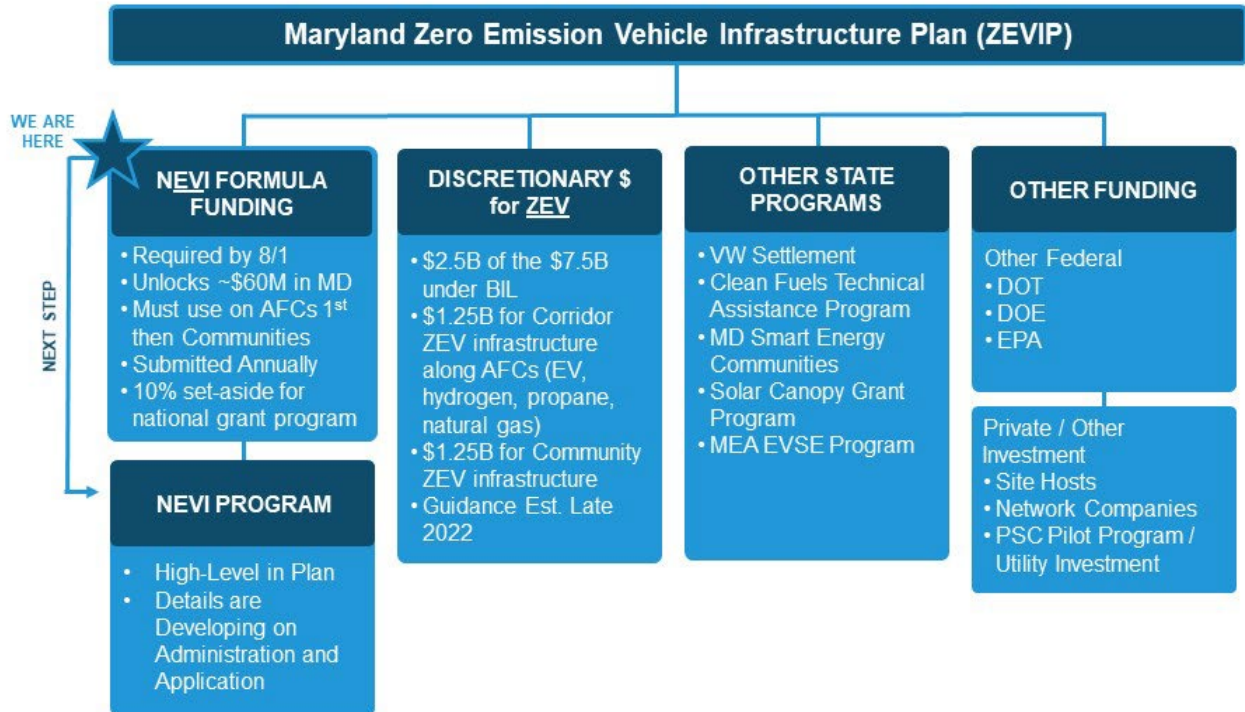 Maryland Zero Emission Vehicle Infrastructure Plan (ZEVIP)
WE ARE
HERE
NEXT STEP
NEVI FORMULA
FUNDING
• Required by 8/1
• Unlocks ~$60M in MD
• Must use on AFCs 1st
then Communities
• Submitted Annually
• 10% set-aside for
national grant program
NEVI PROGRAM
• High-Level in Plan
• Details are
Developing on
Administration and
Application
DISCRETIONARY $
for ZEV
• $2.5B of the $7.5B
under BIL
• $1.25B for Corridor
ZEV infrastructure
along AFCs (EV,
hydrogen, propane,
natural gas)
• $1.25B for Community
ZEV infrastructure
• Guidance Est. Late
2022
OTHER STATE
PROGRAMS
• VW Settlement
• Clean Fuels Technical
Assistance Program
• MD Smart Energy
Communities
• Solar Canopy Grant
Program
• MEA EVSE Program
OTHER FUNDING
Other Federal
• DOT
• DOE
• EPA
Private / Other
Investment
• Site Hosts
• Network Companies
• PSC Pilot Program /
Utility Investment